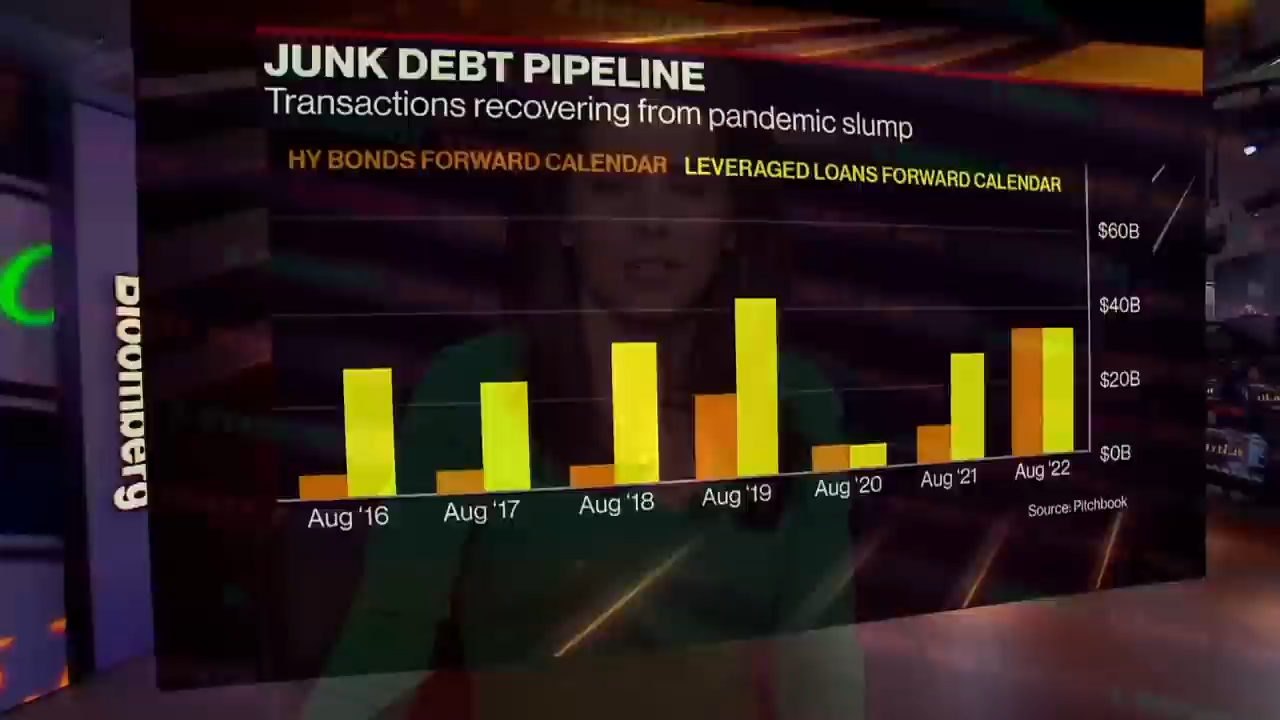 JUNK DEBT PIPELINE
Transactions recovering from pandemic slump
HY BONDS FORWARD CALENDAR LEVERAGED LOANS FORWARD CALENDAR
$60B
$40B
$20B
$0B
Aug '16 Aug '17 Aug '18 Aug '19 Aug '20 Aug '21 Aug '22
Source: Pitchbook
Bloomberg